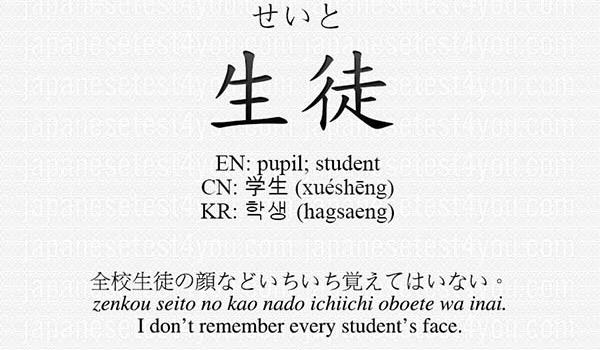 せいと
生徒
EN: pupil; student
CN: 学生 (xuéshēng)
KR: 학생 (hagsaeng)
全校生徒の顔などいちいち覚えてはいない。
zenkou seito no kao nado ichiichi oboete wa inai.
I don't remember every student's face.
japanesetest4you.com